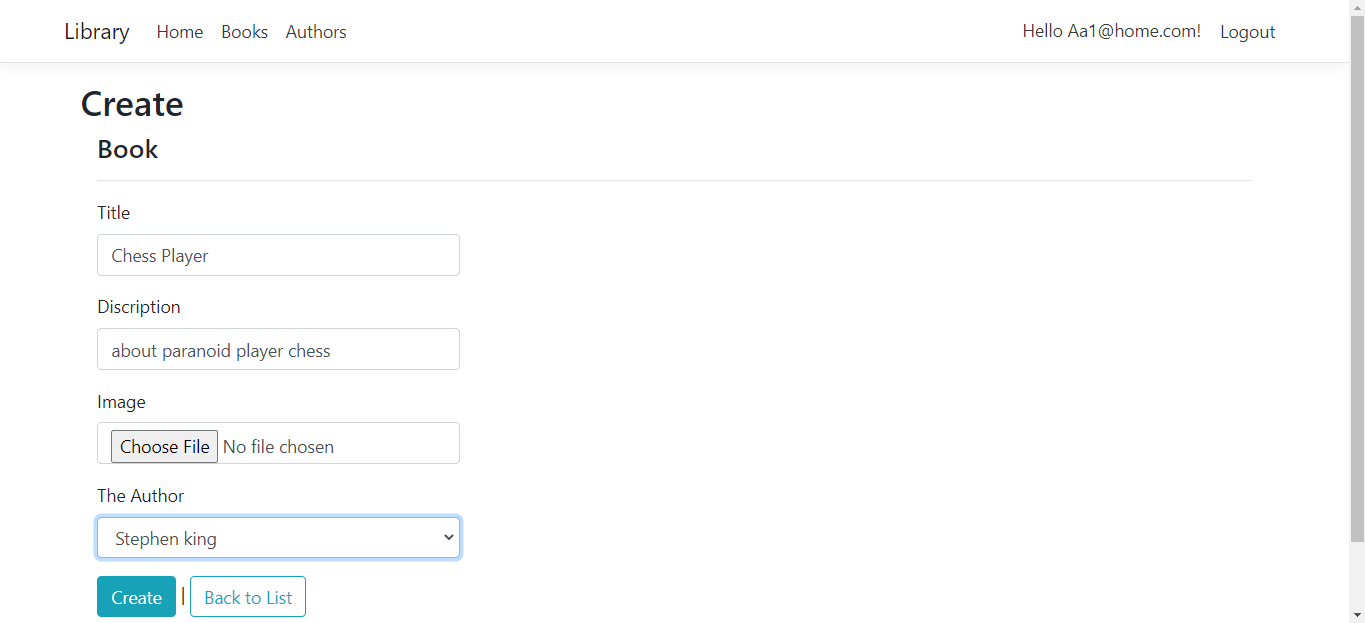 Library Home Books Authors Hello Aa1@home.com! Logout
Create
Book
Title
Chess Player
Discription
about paranoid player chess
Image
Choose File No file chosen
The Author
Stephen king
Create | Back to List